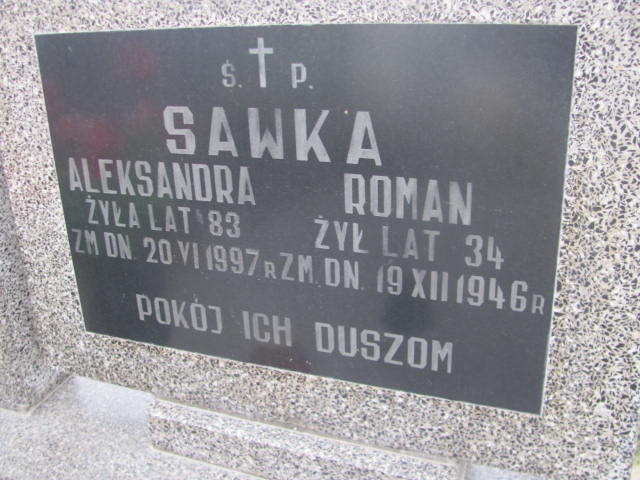 Ś. P.
SAWKA
ALEKSANDRA ROMAN
ŻYŁA LAT 83 ŻYŁ LAT 34
ZM DN. 20 VI 1997 R ZM. DN. 19 XII 1946 R
POKÓJ ICH DUSZOM